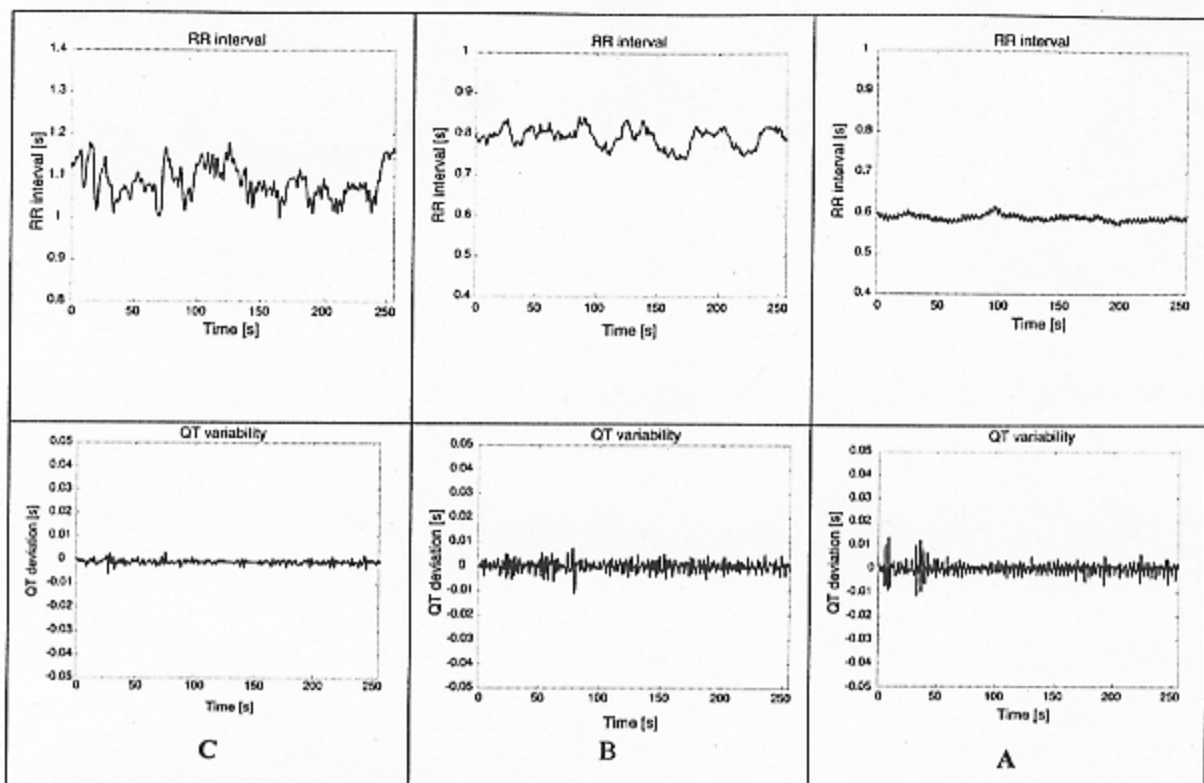 RR interval
1.4
1.3
1.2
1.1
1
0.9
0.8
RR interval [s]
0 50 100 150 200 250
Time [s]
RR interval
1
0.9
0.8
0.7
0.6
0.5
0.4
RR interval [s]
0 50 100 150 200 250
Time [s]
RR interval
1
0.9
0.8
0.7
0.6
0.5
0.4
RR interval [s]
0 50 100 150 200 250
Time [s]
QT variability
0.05
0.04
0.03
0.02
0.01
0
-0.01
-0.02
-0.03
-0.04
-0.05
QT deviation [s]
0 50 100 150 200 250
Time [s]
C
QT variability
0.05
0.04
0.03
0.02
0.01
0
-0.01
-0.02
-0.03
-0.04
-0.05
QT deviation [s]
0 50 100 150 200 250
Time [s]
B
QT variability
0.05
0.04
0.03
0.02
0.01
0
-0.01
-0.02
-0.03
-0.04
-0.05
QT deviation [s]
0 50 100 150 200 250
Time [s]
A